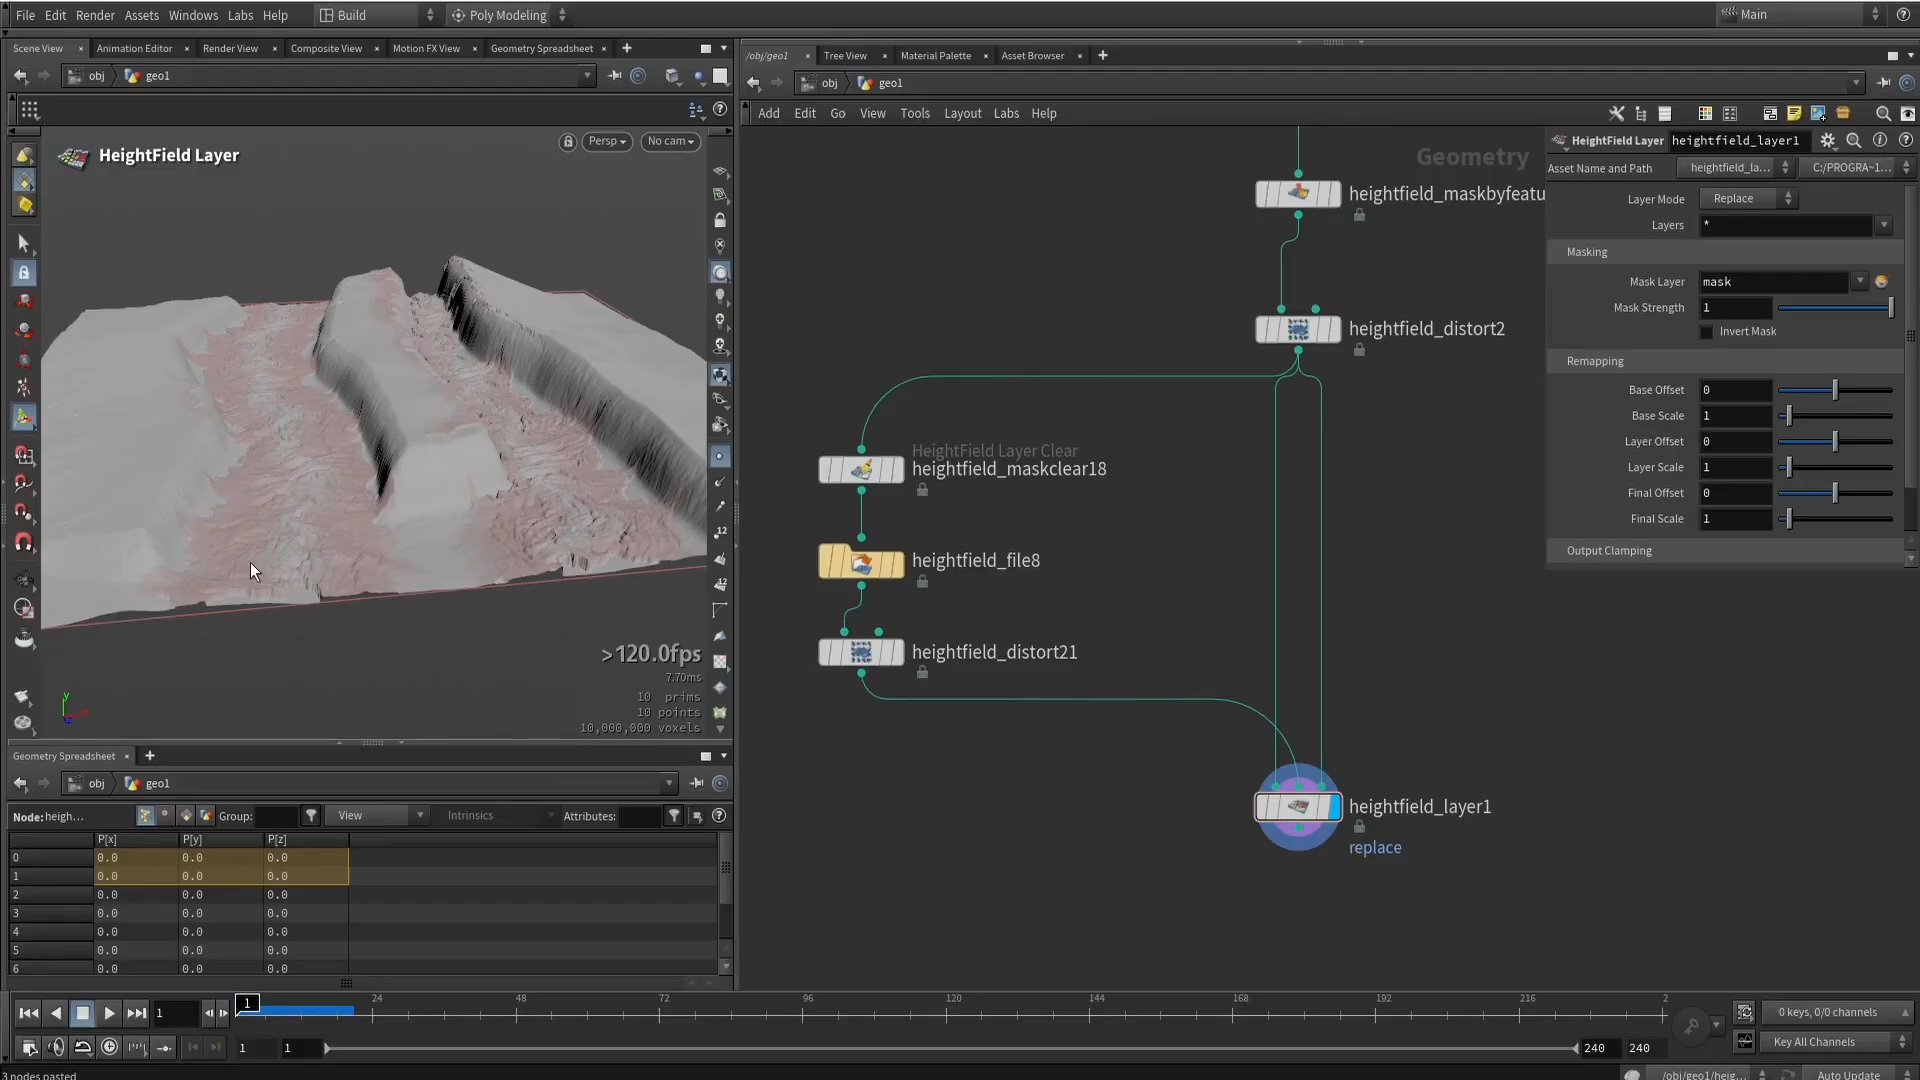 File Edit Render Assets Windows Labs Help Build Poly Modeling Main
Scene View Animation Editor Render View Composite View Motion FX View Geometry Spreadsheet
obj geo1
HeightField Layer
Persp No cam
>120.0fps
7.70ms
10 prims
10 points
10,000,000 voxels
Geometry Spreadsheet
obj geo1
Node:heigh... Group: View Intrinsics Attributes:
P[x] P[y] P[z]
0 0.0 0.0 0.0
1 0.0 0.0 0.0
2 0.0 0.0 0.0
3 0.0 0.0 0.0
4 0.0 0.0 0.0
5 0.0 0.0 0.0
6 0.0 0.0 0.0
/obj/geo1 Tree View Material Palette Asset Browser
obj geo1
Add Edit Go View Tools Layout Labs Help
Geometry
heightfield_maskbyfeatu
heightfield_distort2
HeightField Layer Clear
heightfield_maskclear18
heightfield_file8
heightfield_distort21
heightfield_layer1
replace
HeightField Layer heightfield_layer1
Asset Name and Path heightfield_la... C:/PROGRA~1...
Layer Mode Replace
Layers *
Masking
Mask Layer mask
Mask Strength 1
Invert Mask
Remapping
Base Offset 0
Base Scale 1
Layer Offset 0
Layer Scale 1
Final Offset 0
Final Scale 1
Output Clamping
1 1 24 48 72 96 120 144 168 192 216 2
0 keys, 0/0 channels
1 1 240 240 Key All Channels
3 nodes pasted /obj/geo1/heig... Auto Update